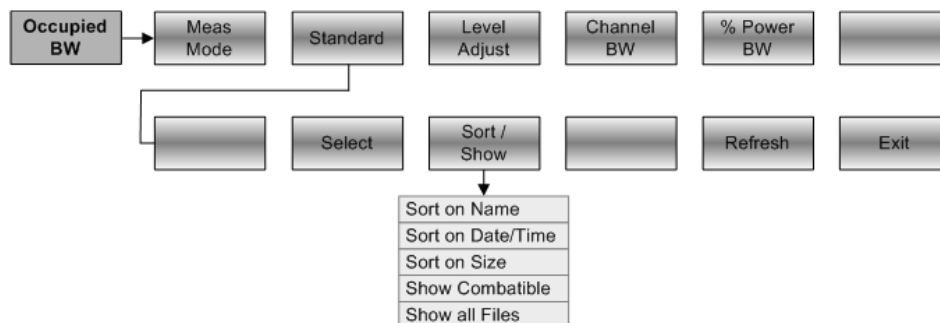 Occupied
BW
Meas
Mode
Standard
Level
Adjust
Channel
BW
% Power
BW
Select
Sort /
Show
Refresh
Exit
Sort on Name
Sort on Date/Time
Sort on Size
Show Combatible
Show all Files